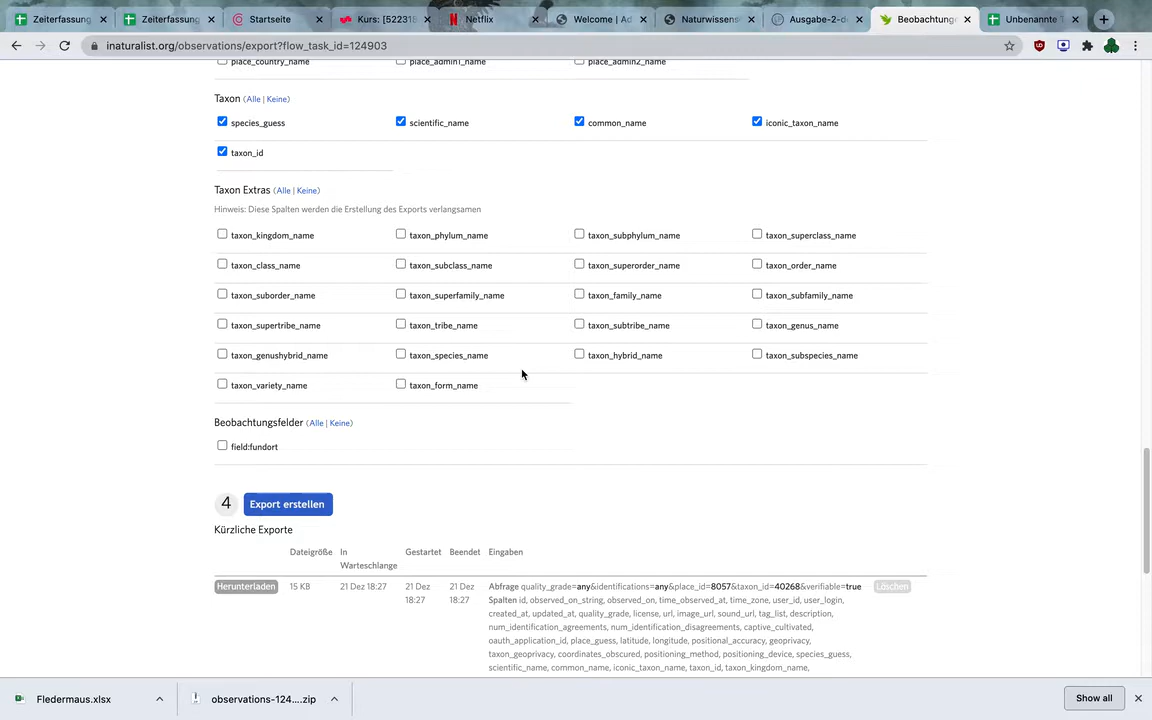 Zeiterfassung
Zeiterfassung
Startseite
Kurs: [52231
Netflix
Welcome | Ad
Naturwissens
Ausgabe-2-d
Beobachtung
Unbenannte T
inaturalist.org/observations/export?flow_task_id=124903
place_country_name place_admin1_name place_admin2_name
Taxon (Alle | Keine)
species_guess scientific_name common_name iconic_taxon_name
taxon_id
Taxon Extras (Alle | Keine)
Hinweis: Diese Spalten werden die Erstellung des Exports verlangsamen
taxon_kingdom_name taxon_phylum_name taxon_subphylum_name taxon_superclass_name
taxon_class_name taxon_subclass_name taxon_superorder_name taxon_order_name
taxon_suborder_name taxon_superfamily_name taxon_family_name taxon_subfamily_name
taxon_supertribe_name taxon_tribe_name taxon_subtribe_name taxon_genus_name
taxon_genushybrid_name taxon_species_name taxon_hybrid_name taxon_subspecies_name
taxon_variety_name taxon_form_name
Beobachtungsfelder (Alle | Keine)
field:fundort
4 Export erstellen
Kürzliche Exporte
Dateigröße In Warteschlange Gestartet Beendet Eingaben
Herunterladen 15 KB 21 Dez 18:27 21 Dez 18:27 21 Dez 18:27
Abfrage quality_grade=any&identifications=any&place_id=8057&taxon_id=40268&verifiable=true Löschen
Spalten id, observed_on_string, observed_on, time_observed_at, time_zone, user_id, user_login,
created_at, updated_at, quality_grade, license, url, image_url, sound_url, tag_list, description,
num_identification_agreements, num_identification_disagreements, captive_cultivated,
oauth_application_id, place_guess, latitude, longitude, positional_accuracy, geoprivacy,
taxon_geoprivacy, coordinates_obscured, positioning_method, positioning_device, species_guess,
scientific_name, common_name, iconic_taxon_name, taxon_id, taxon_kingdom_name,
Fledermaus.xlsx
observations-124....zip
Show all